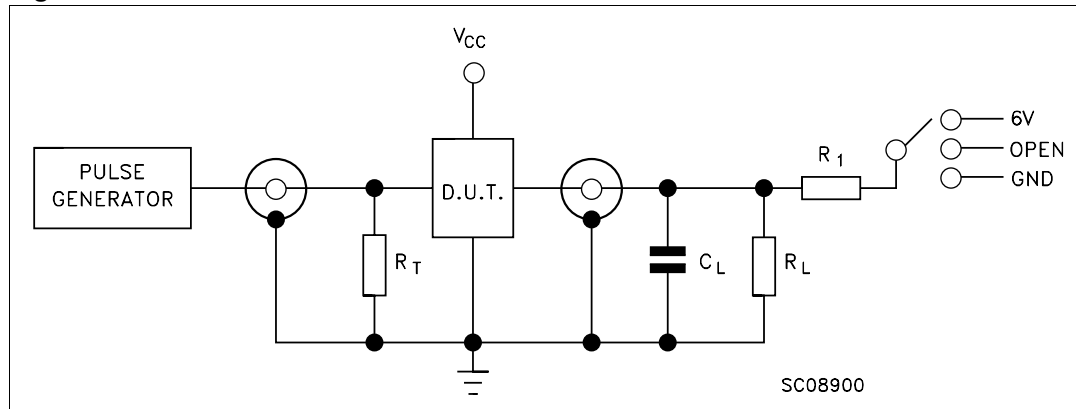 VCC
PULSE
GENERATOR
D.U.T.
RT
CL
RL
R1
6V
OPEN
GND
SC08900